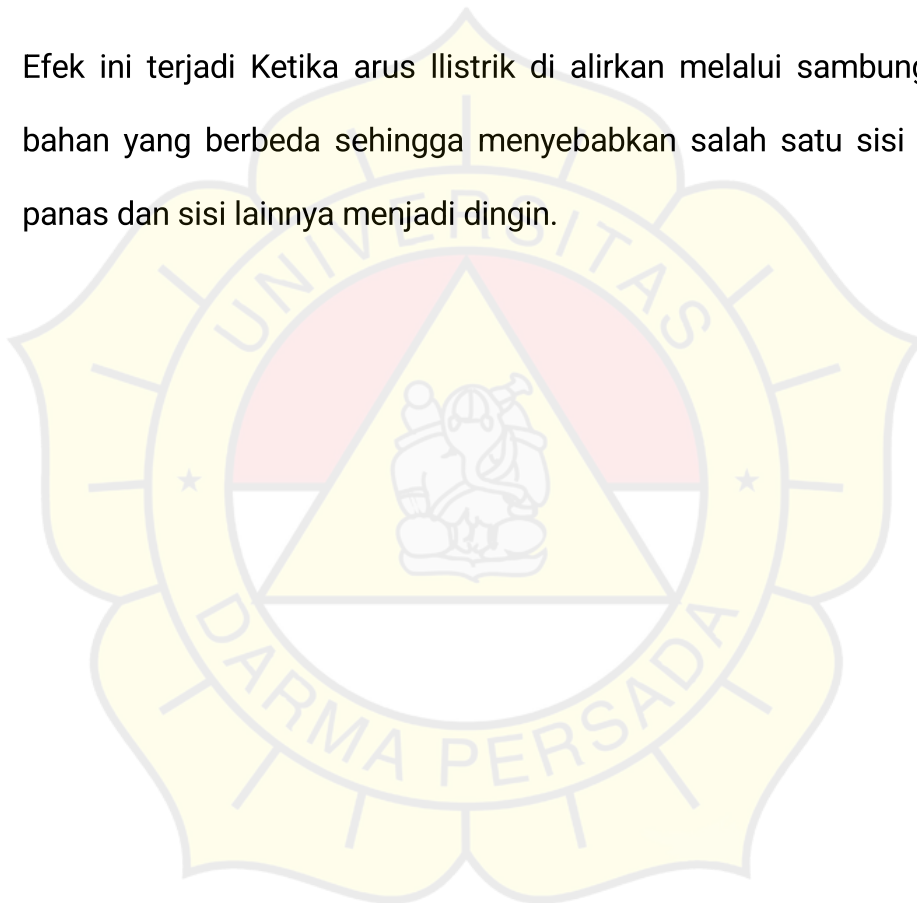 Efek ini terjadi Ketika arus llistrik di alirkan melalui
bahan yang berbeda sehingga menyebabkan salah satu sisi
panas dan sisi lainnya menjadi dingin.
UNIVERSITAS
DARMA PERSADA